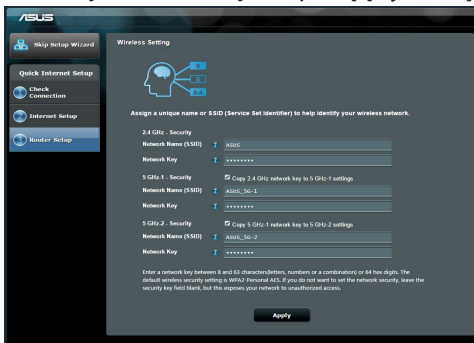 ASUS
Skip Setup Wizard
Quick Internet Setup
1 Check Connection
2 Internet Setup
3 Router Setup
Wireless Setting
5
5
2.4
Assign a unique name or SSID (Service Set Identifier) to help identify your wireless network.
2.4 GHz - Security
Network Name (SSID) ASUS
Network Key ••••••••
5 GHz-1 - Security Copy 2.4 GHz network key to 5 GHz-1 settings
Network Name (SSID) ASUS_5G-1
Network Key ••••••••
5 GHz-2 - Security Copy 5 GHz-1 network key to 5 GHz-2 settings
Network Name (SSID) ASUS_5G-2
Network Key ••••••••
Enter a network key between 8 and 63 characters(letters, numbers or a combination) or 64 hex digits. The
default wireless security setting is WPA2-Personal AES. If you do not want to set the network security, leave the
security key field blank, but this exposes your network to unauthorized access.
Apply